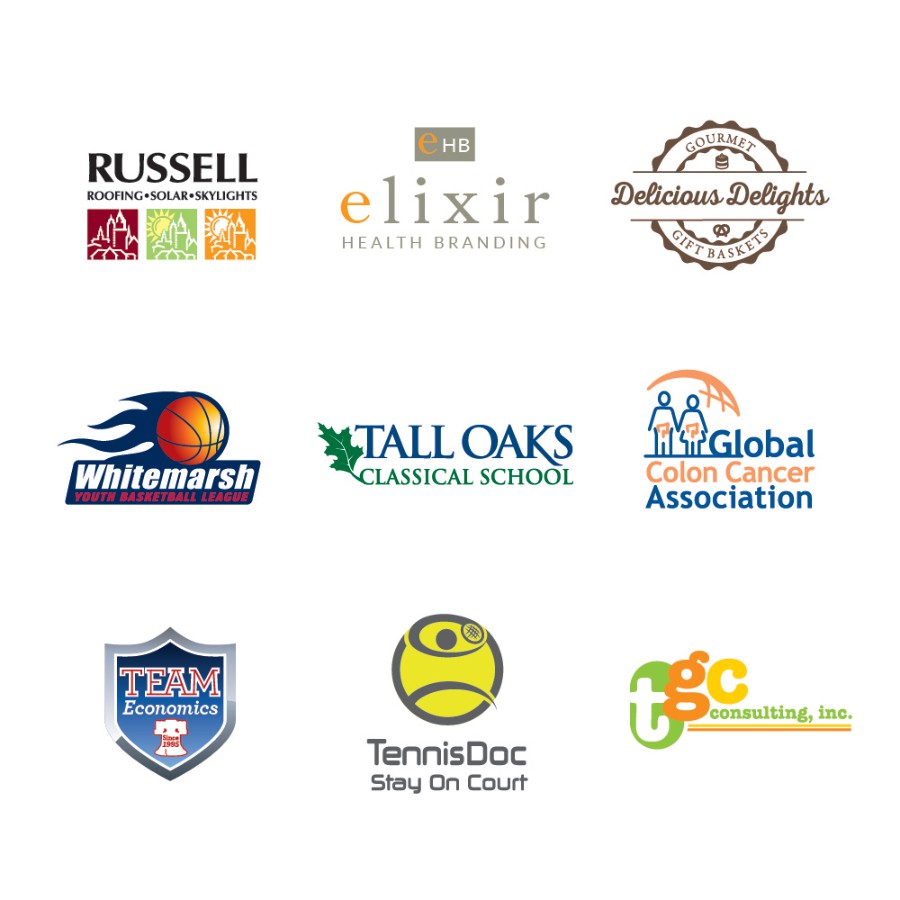 RUSSELL
ROOFING•SOLAR•SKYLIGHTS
eHB
elixir
HEALTH BRANDING
GOURMET
Delicious Delights
GIFT BASKETS
Whitemarsh
YOUTH BASKETBALL LEAGUE
TALL OAKS
CLASSICAL SCHOOL
Global
Colon Cancer
Association
TEAM
Economics
Since
1995
TennisDoc
Stay On Court
tgc
consulting, inc.